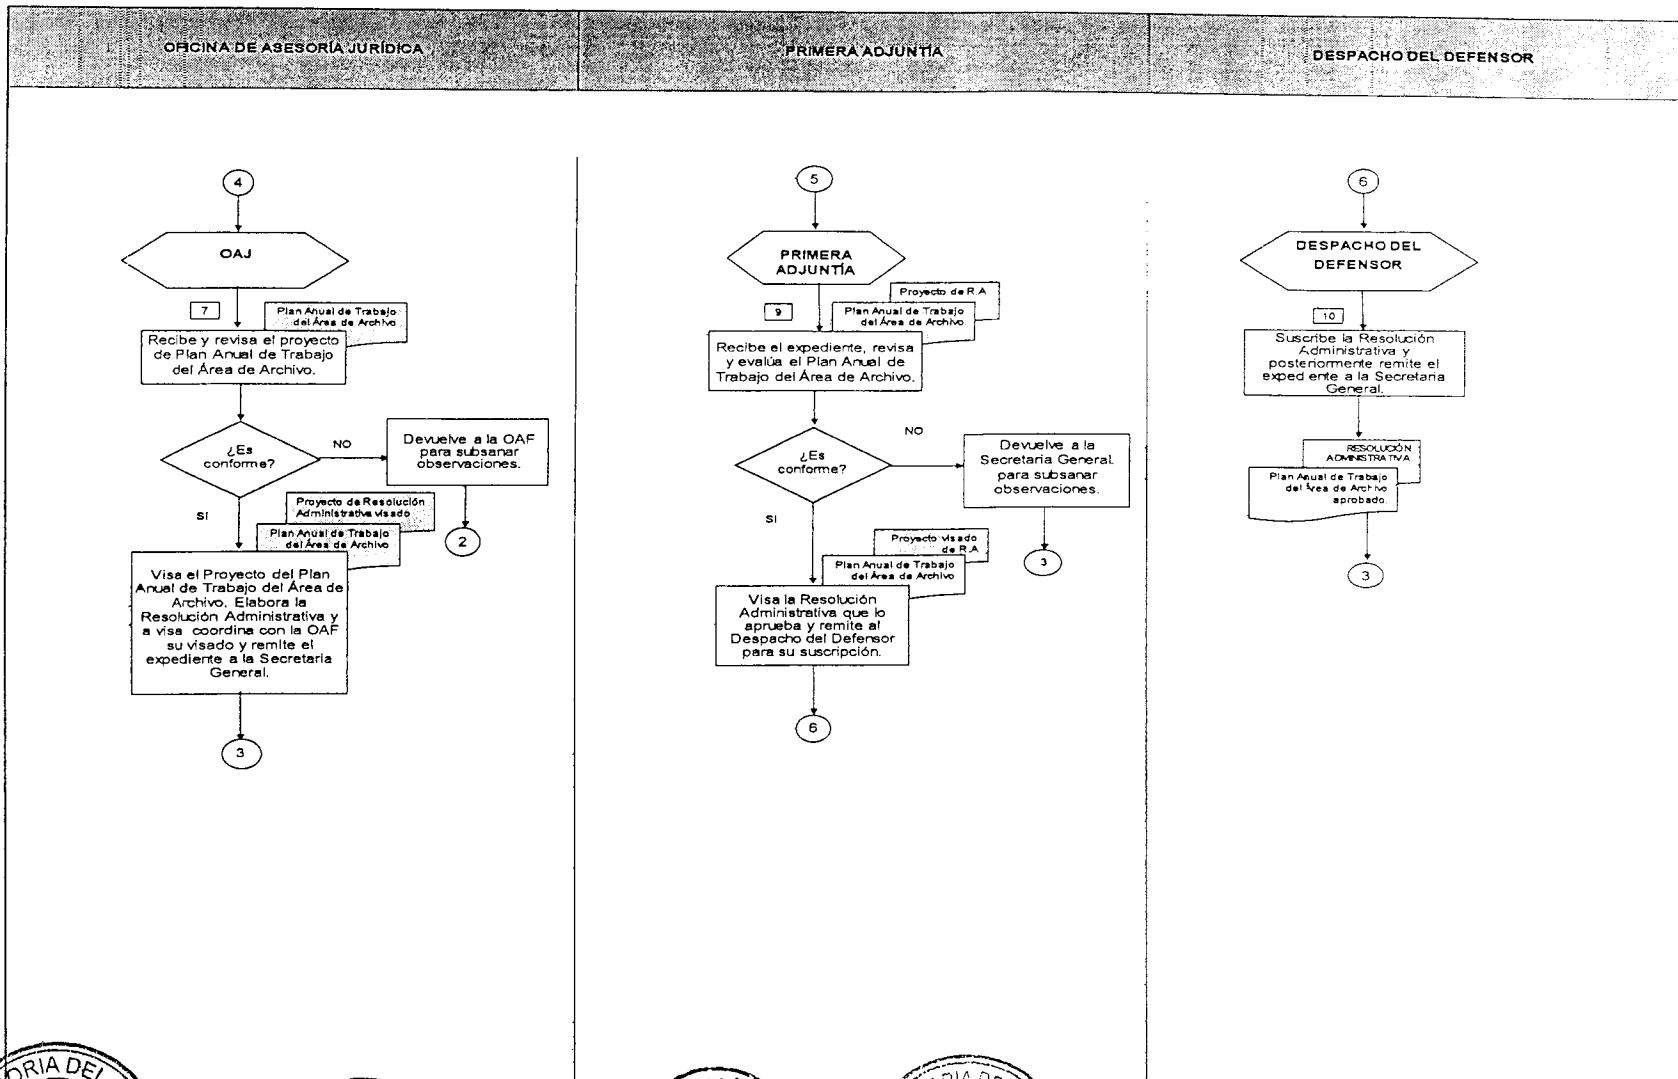 OFICINA DE ASESORÍA JURÍDICA
4
OAJ
7
Plan Anual de Trabajo
del Área de Archivo
Recibe y revisa el proyecto
de Plan Anual de Trabajo
del Área de Archivo.
¿Es
conforme?
NO
Devuelve a la OAF
para subsanar
observaciones.
2
SI
Proyecto de Resolución
Administrativa visado
Plan Anual de Trabajo
del Área de Archivo
Visa el Proyecto del Plan
Anual de Trabajo del Área de
Archivo. Elabora la
Resolución Administrativa y
a visa coordina con la OAF
su visado y remite el
expediente a la Secretaria
General.
3
PRIMERA ADJUNTÍA
5
PRIMERA
ADJUNTÍA
9
Proyecto de R.A
Plan Anual de Trabajo
del Área de Archivo
Recibe el expediente, revisa
y evalúa el Plan Anual de
Trabajo del Área de Archivo.
¿Es
conforme?
NO
Devuelve a la
Secretaria General
para subsanar
observaciones.
3
SI
Proyecto visado
de R.A
Plan Anual de Trabajo
del Área de Archivo
Visa la Resolución
Administrativa que lo
aprueba y remite al
Despacho del Defensor
para su suscripción.
6
DESPACHO DEL DEFENSOR
6
DESPACHO DEL
DEFENSOR
10
Suscribe la Resolución
Administrativa y
posteriormente remite el
expediente a la Secretaria
General.
RESOLUCIÓN
ADMINISTRATIVA
Plan Anual de Trabajo
del Área de Archivo
aprobado.
3
ORIA DEL